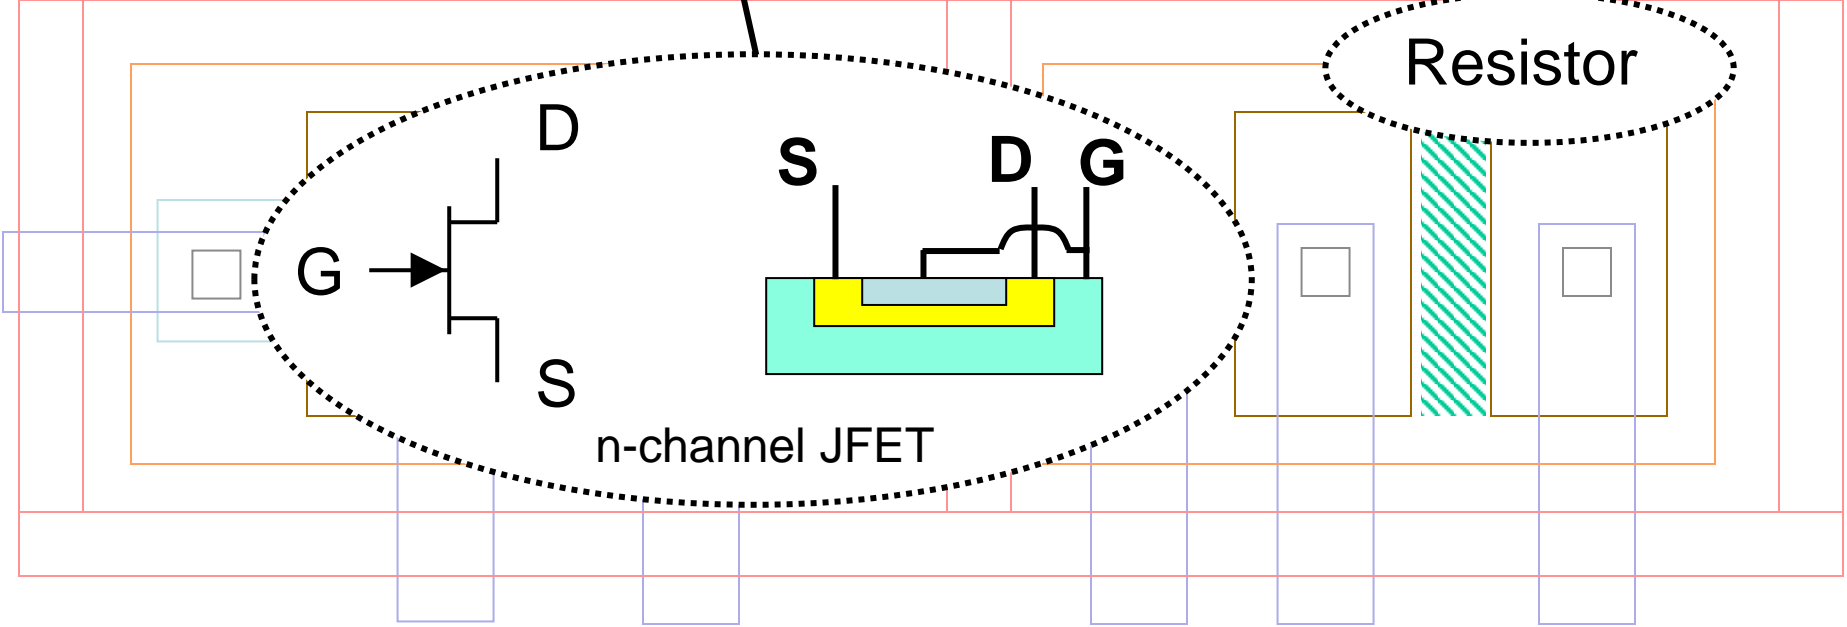 Resistor
D
S D G
G
S
n-channel JFET